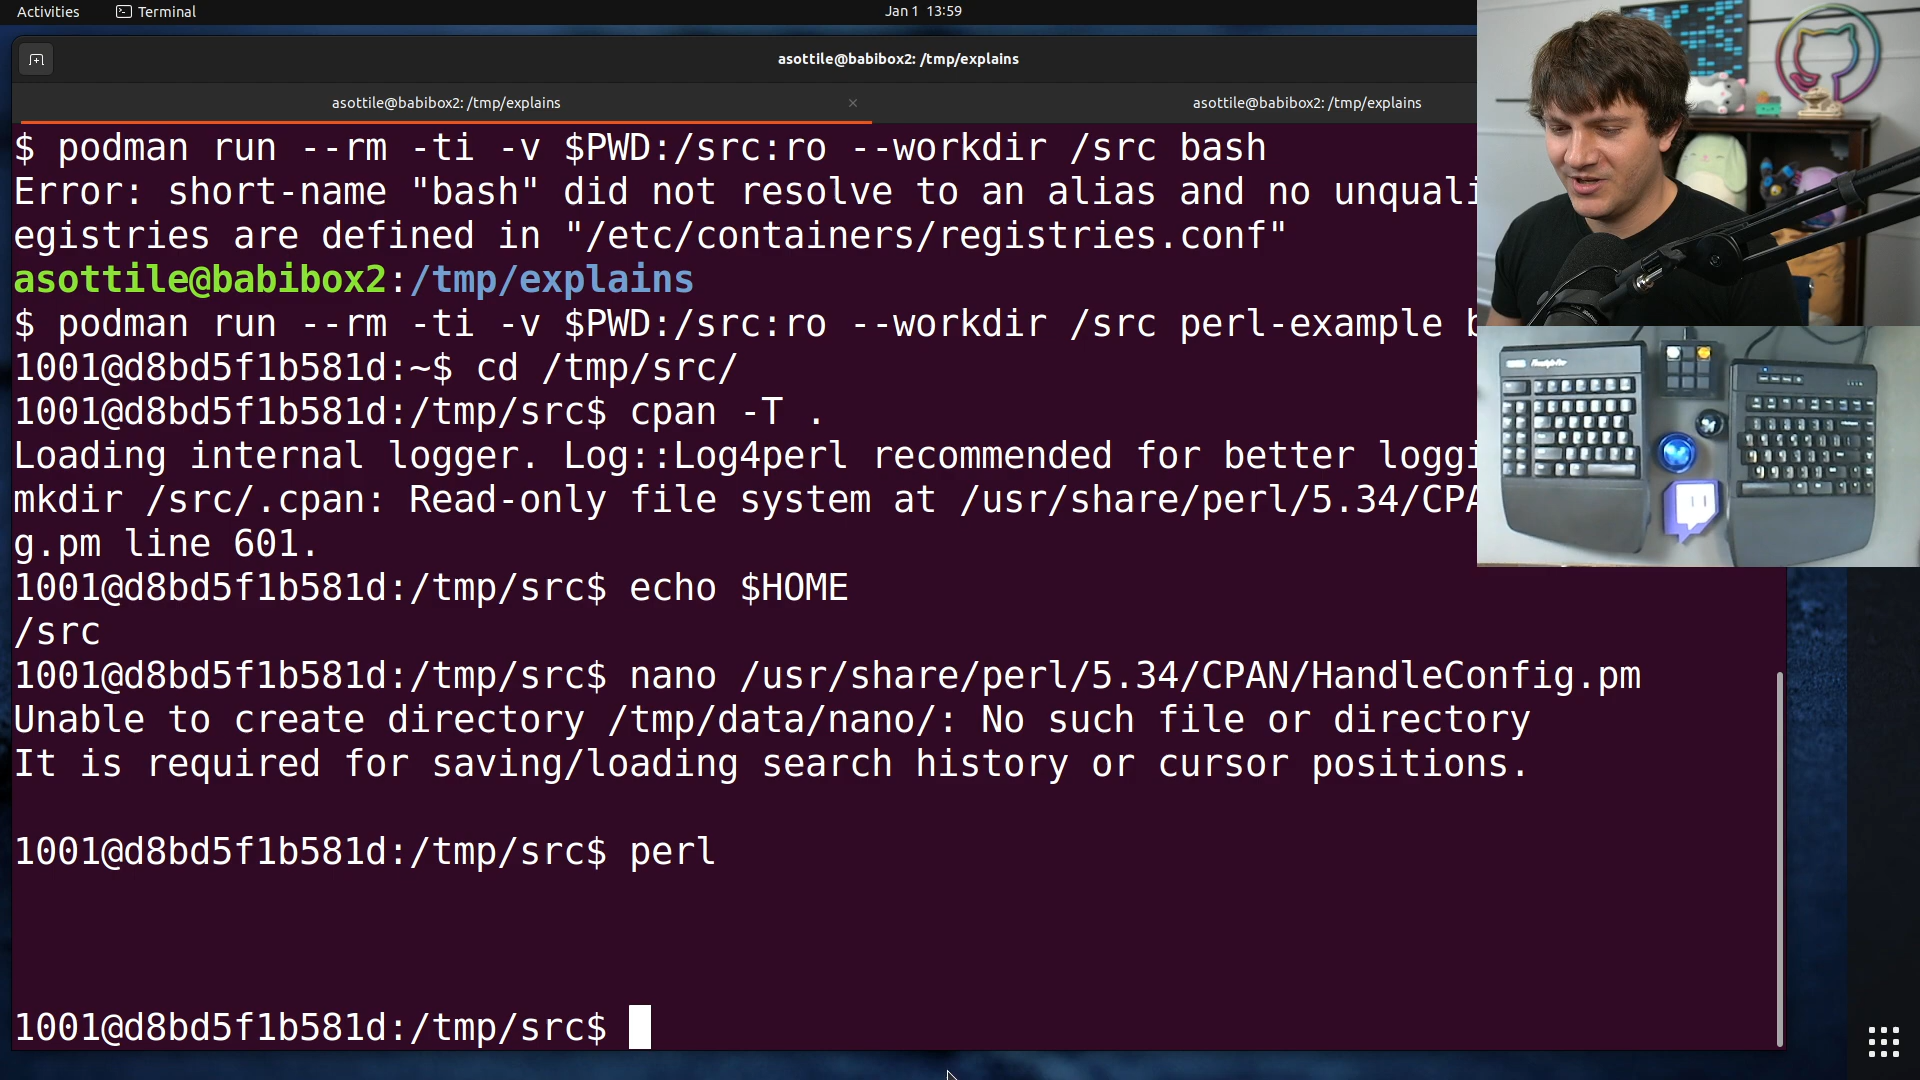 Activities
Terminal
Jan 1 13:59
asottile@babibox2: /tmp/explains
asottile@babibox2: /tmp/explains
×
asottile@babibox2: /tmp/explains
$ podman run --rm -ti -v $PWD:/src:ro --workdir /src bash
Error: short-name "bash" did not resolve to an alias and no unquali
egistries are defined in "/etc/containers/registries.conf"
asottile@babibox2:/tmp/explains
$ podman run --rm -ti -v $PWD:/src:ro --workdir /src perl-example b
1001@d8bd5f1b581d:~$ cd /tmp/src/
1001@d8bd5f1b581d:/tmp/src$ cpan -T .
Loading internal logger. Log::Log4perl recommended for better loggi
mkdir /src/.cpan: Read-only file system at /usr/share/perl/5.34/CPA
g.pm line 601.
1001@d8bd5f1b581d:/tmp/src$ echo $HOME
/src
1001@d8bd5f1b581d:/tmp/src$ nano /usr/share/perl/5.34/CPAN/HandleConfig.pm
Unable to create directory /tmp/data/nano/: No such file or directory
It is required for saving/loading search history or cursor positions.
1001@d8bd5f1b581d:/tmp/src$ perl
1001@d8bd5f1b581d:/tmp/src$